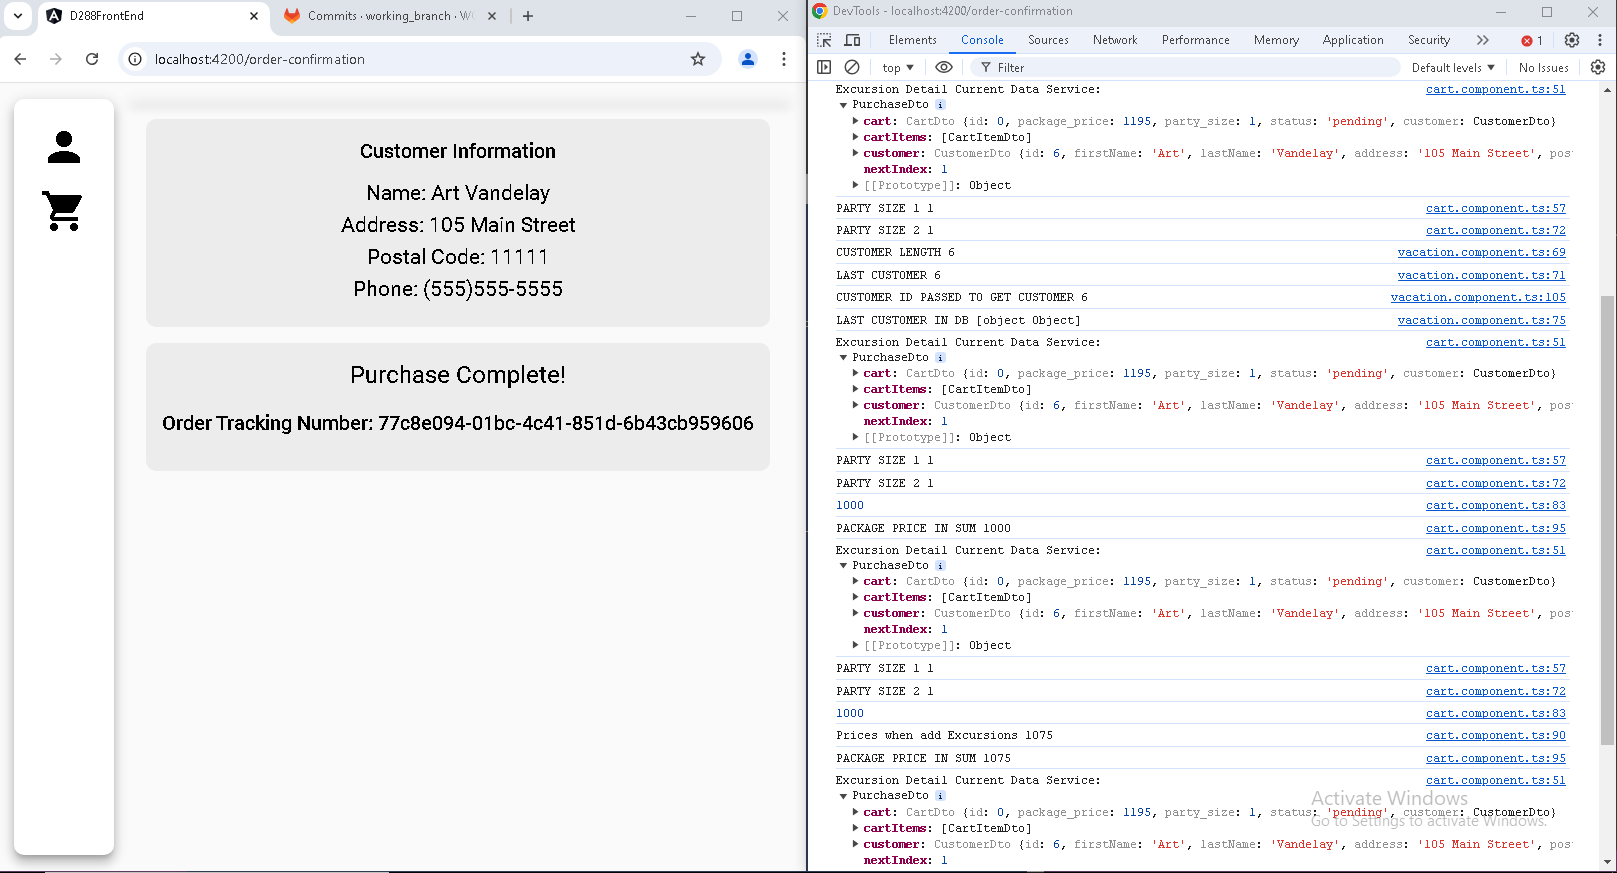 D288FrontEnd
Commits · working_branch · W
localhost:4200/order-confirmation
Customer Information
Name: Art Vandelay
Address: 105 Main Street
Postal Code: 11111
Phone: (555)555-5555
Purchase Complete!
Order Tracking Number: 77c8e094-01bc-4c41-851d-6b43cb959606
DevTools - localhost:4200/order-confirmation
Elements Console Sources Network Performance Memory Application Security 1
top Filter Default levels No Issues
Excursion Detail Current Data Service: cart.component.ts:51
PurchaseDto i
cart: CartDto {id: 0, package_price: 1195, party_size: 1, status: 'pending', customer: CustomerDto}
cartItems: [CartItemDto]
customer: CustomerDto {id: 6, firstName: 'Art', lastName: 'Vandelay', address: '105 Main Street', pos
nextIndex: 1
[[Prototype]]: Object
PARTY SIZE 1 1 cart.component.ts:57
PARTY SIZE 2 1 cart.component.ts:72
CUSTOMER LENGTH 6 vacation.component.ts:69
LAST CUSTOMER 6 vacation.component.ts:71
CUSTOMER ID PASSED TO GET CUSTOMER 6 vacation.component.ts:105
LAST CUSTOMER IN DB [object Object] vacation.component.ts:75
Excursion Detail Current Data Service: cart.component.ts:51
PurchaseDto i
cart: CartDto {id: 0, package_price: 1195, party_size: 1, status: 'pending', customer: CustomerDto}
cartItems: [CartItemDto]
customer: CustomerDto {id: 6, firstName: 'Art', lastName: 'Vandelay', address: '105 Main Street', pos
nextIndex: 1
[[Prototype]]: Object
PARTY SIZE 1 1 cart.component.ts:57
PARTY SIZE 2 1 cart.component.ts:72
1000 cart.component.ts:83
PACKAGE PRICE IN SUM 1000 cart.component.ts:95
Excursion Detail Current Data Service: cart.component.ts:51
PurchaseDto i
cart: CartDto {id: 0, package_price: 1195, party_size: 1, status: 'pending', customer: CustomerDto}
cartItems: [CartItemDto]
customer: CustomerDto {id: 6, firstName: 'Art', lastName: 'Vandelay', address: '105 Main Street', pos
nextIndex: 1
[[Prototype]]: Object
PARTY SIZE 1 1 cart.component.ts:57
PARTY SIZE 2 1 cart.component.ts:72
1000 cart.component.ts:83
Prices when add Excursions 1075 cart.component.ts:90
PACKAGE PRICE IN SUM 1075 cart.component.ts:95
Excursion Detail Current Data Service: cart.component.ts:51
PurchaseDto i
Activate Windows
cart: CartDto {id: 0, package_price: 1195, party_size: 1, status: 'pending', customer: CustomerDto}
Go to Settings to activate Windows.
cartItems: [CartItemDto]
customer: CustomerDto {id: 6, firstName: 'Art', lastName: 'Vandelay', address: '105 Main Street', pos
nextIndex: 1